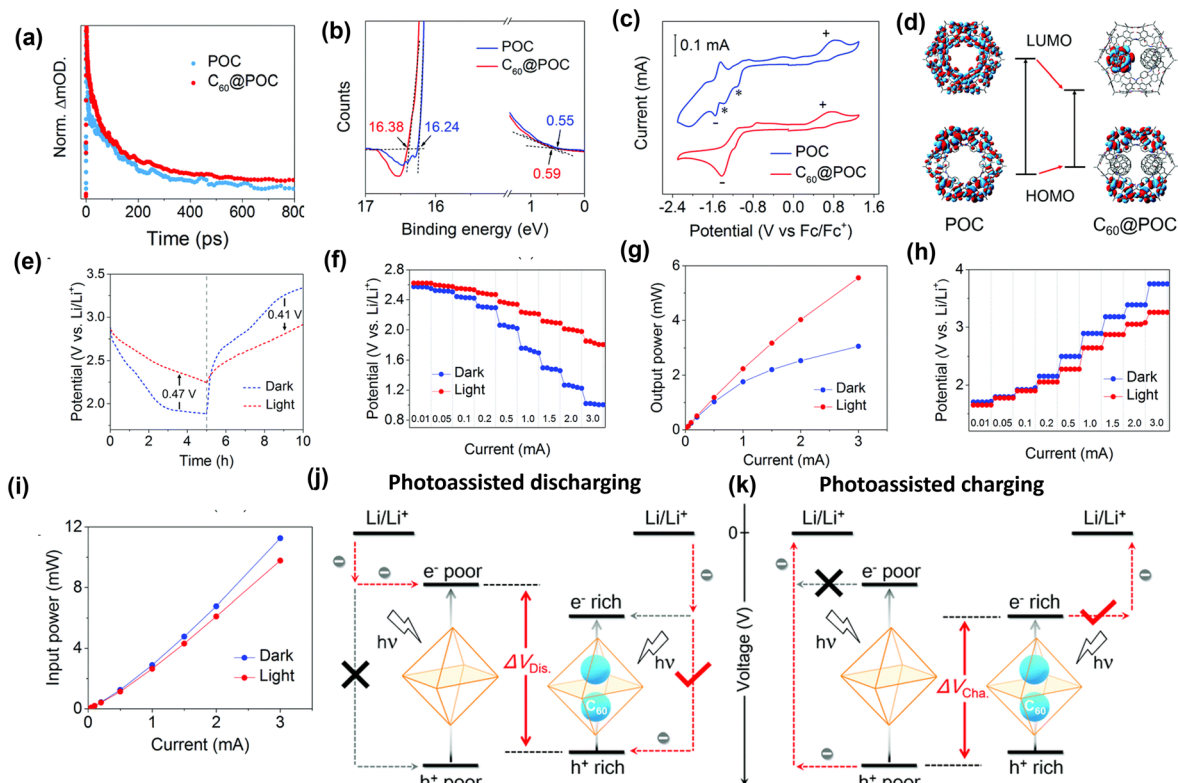 (a)
Norm. ΔmOD.
POC
C60@POC
0 200 400 600 800
Time (ps)
(b)
Counts
POC
C60@POC
16.38
16.24
0.55
0.59
17 16 1 0
Binding energy (eV)
(c)
0.1 mA
Current (mA)
+
*
*
–
+
–
POC
C60@POC
-2.4 -1.6 -0.8 0.0 0.8 1.6
Potential (V vs Fc/Fc+)
(d)
LUMO
HOMO
POC
C60@POC
(e)
Potential (V vs. Li/Li+)
3.5
3.0
2.5
2.0
0.41 V
0.47 V
Dark
Light
0 2 4 6 8 10
Time (h)
(f)
Potential (V vs. Li/Li+)
2.8
2.4
2.0
1.6
1.2
0.8
Dark
Light
0.01 0.05 0.1 0.2 0.5 1.0 1.5 2.0 3.0
Current (mA)
(g)
Output power (mW)
6
4
2
0
Dark
Light
0 1 2 3
Current (mA)
(h)
Potential (V vs. Li/Li+)
4
3
2
Dark
Light
0.01 0.05 0.1 0.2 0.5 1.0 1.5 2.0 3.0
Current (mA)
(i)
Input power (mW)
12
8
4
0
Dark
Light
0 1 2 3
Current (mA)
(j)
Photoassisted discharging
Li/Li+
Li/Li+
e- poor
e- rich
hν
hν
ΔVDis.
C60
h+ poor
h+ rich
(k)
Photoassisted charging
Voltage (V)
0
Li/Li+
Li/Li+
e- poor
e- rich
hν
hν
ΔVCha.
C60
h+ poor
h+ rich